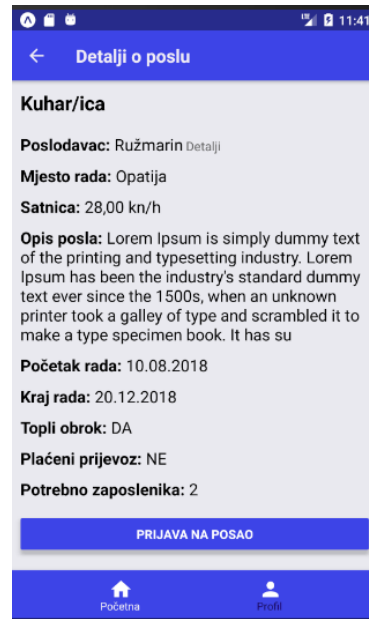 LTE 11:41
Detalji o poslu
Kuhar/ica
Poslodavac: Ružmarin Detalji
Mjesto rada: Opatija
Satnica: 28,00 kn/h
Opis posla: Lorem Ipsum is simply dummy text
of the printing and typesetting industry. Lorem
Ipsum has been the industry's standard dummy
text ever since the 1500s, when an unknown
printer took a galley of type and scrambled it to
make a type specimen book. It has su
Početak rada: 10.08.2018
Kraj rada: 20.12.2018
Topli obrok: DA
Plaćeni prijevoz: NE
Potrebno zaposlenika: 2
PRIJAVA NA POSAO
Početna Profil